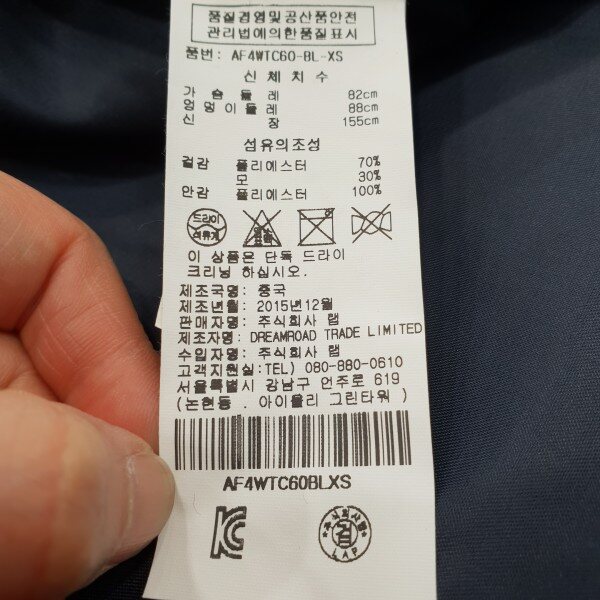 품질경영및공산품안전
관리법에의한품질표시
품번: AF4WTC60-BL-XS
신체치수
가슴둘레 82cm
엉덩이둘레 88cm
신장 155cm
섬유의조성
겉감 폴리에스터 70%
모 30%
안감 폴리에스터 100%
드라이
석유계
이 상품은 단독 드라이
크리닝 하십시오.
제조국명: 중국
제조년월: 2015년12월
판매자명: 주식회사 랩
제조자명: DREAMROAD TRADE LIMITED
수입자명: 주식회사 랩
고객지원실:TEL) 080-880-0610
서울특별시 강남구 언주로 619
(논현동. 아이올리 그린타워)
AF4WTC60BLXS
KC
주식회사랩
LAP